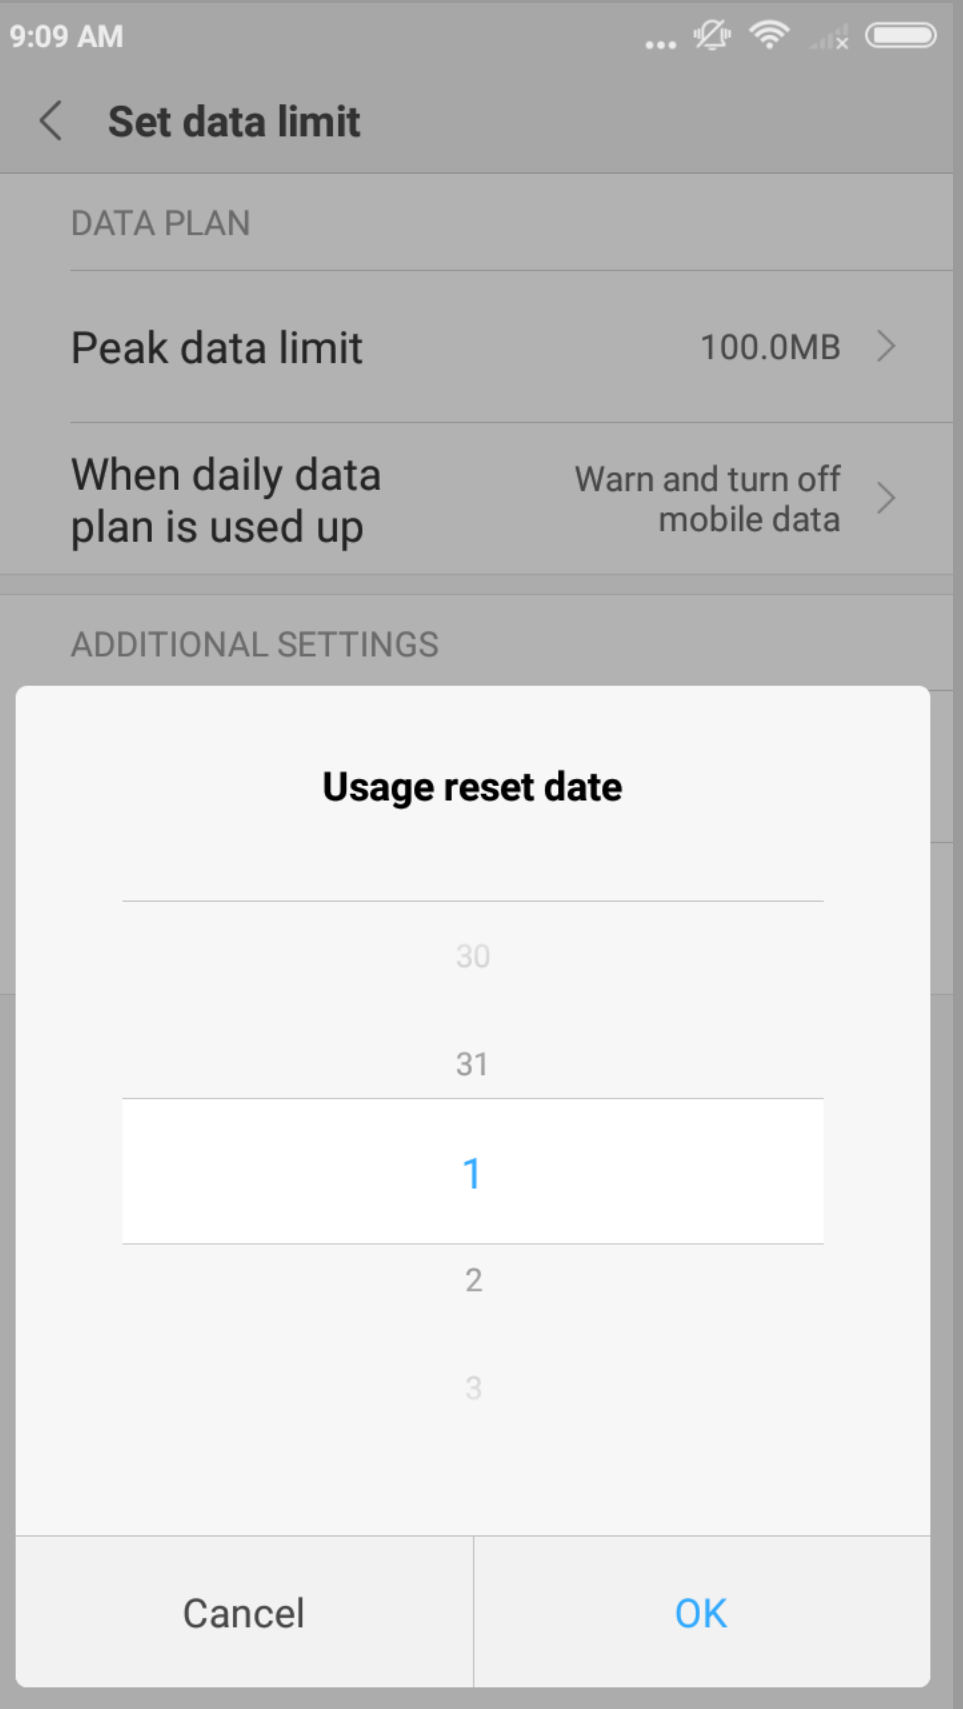 9:09 AM
Set data limit
DATA PLAN
Peak data limit 100.0MB
When daily data
plan is used up
Warn and turn off
mobile data
ADDITIONAL SETTINGS
Usage reset date
30
31
1
2
3
Cancel OK